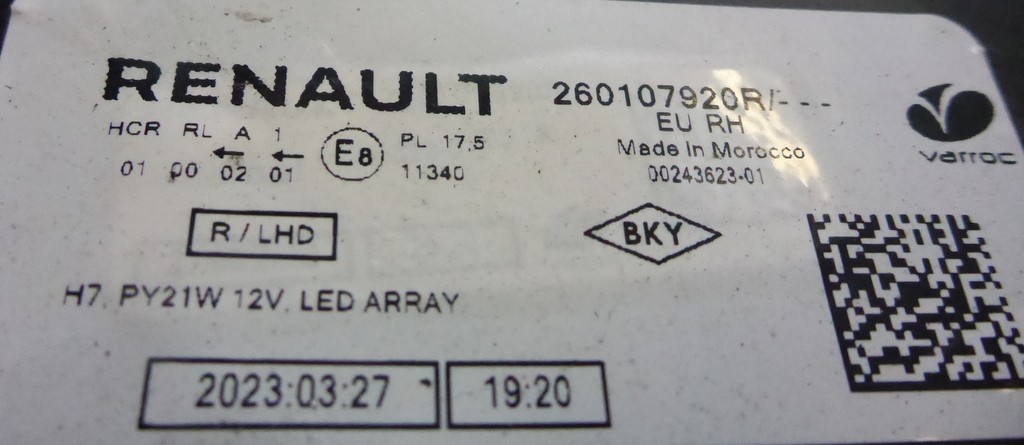 RENAULT
260107920R/- - -
EU RH
Made In Morocco
00243623-01
varroc
HCR RL A 1
← ←
01 00 02 01
E8
PL 17,5
11340
R / LHD
BKY
H7, PY21W 12V, LED ARRAY
2023:03:27
19:20